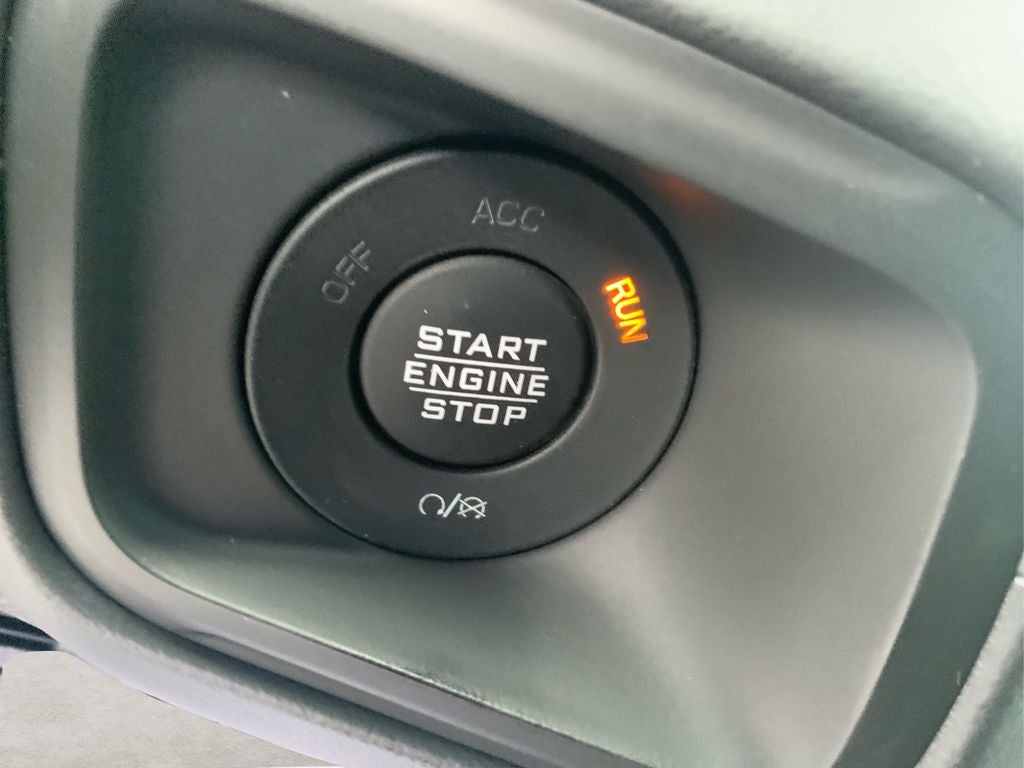 ACC
OFF
RUN
START
ENGINE
STOP